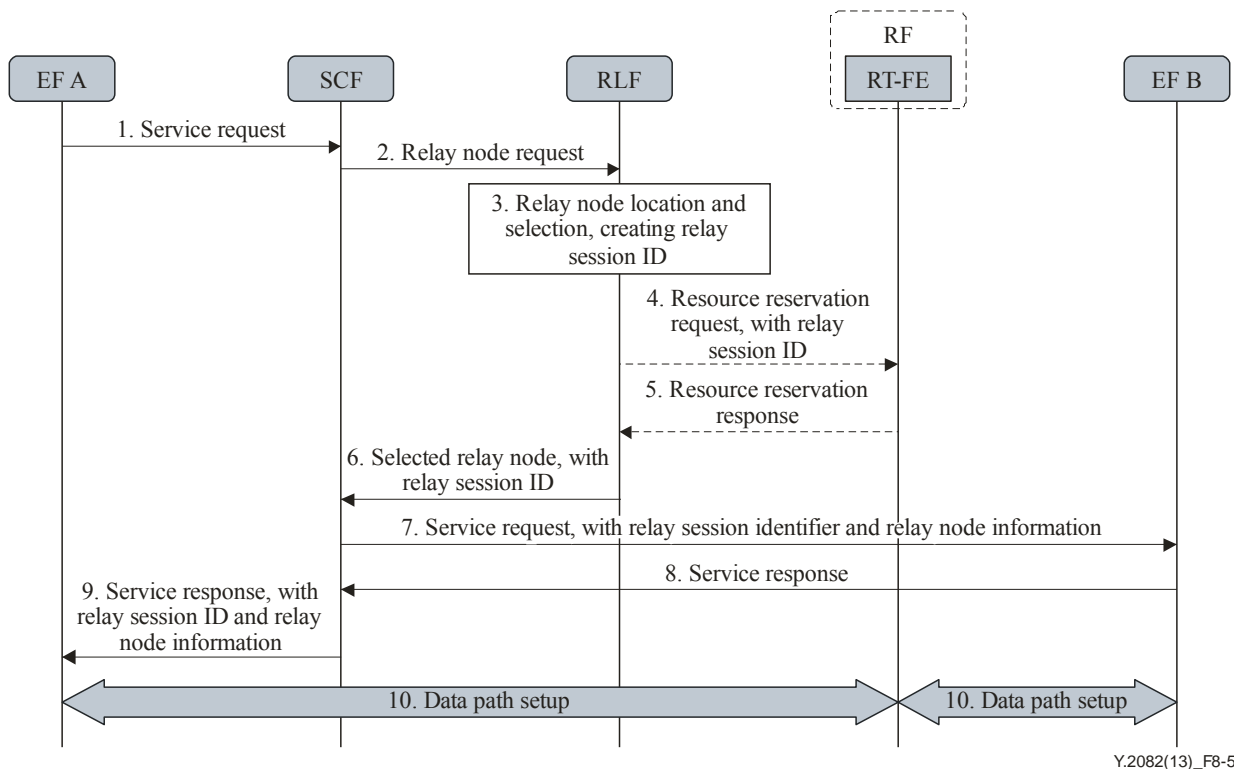 RF
EF A
SCF
RLF
RT-FE
EF B
1. Service request
2. Relay node request
3. Relay node location and
selection, creating relay
session ID
4. Resource reservation
request, with relay
session ID
5. Resource reservation
response
6. Selected relay node, with
relay session ID
7. Service request, with relay session identifier and relay node information
8. Service response
9. Service response, with
relay session ID and relay
node information
10. Data path setup
10. Data path setup
Y.2082(13)_F8-5